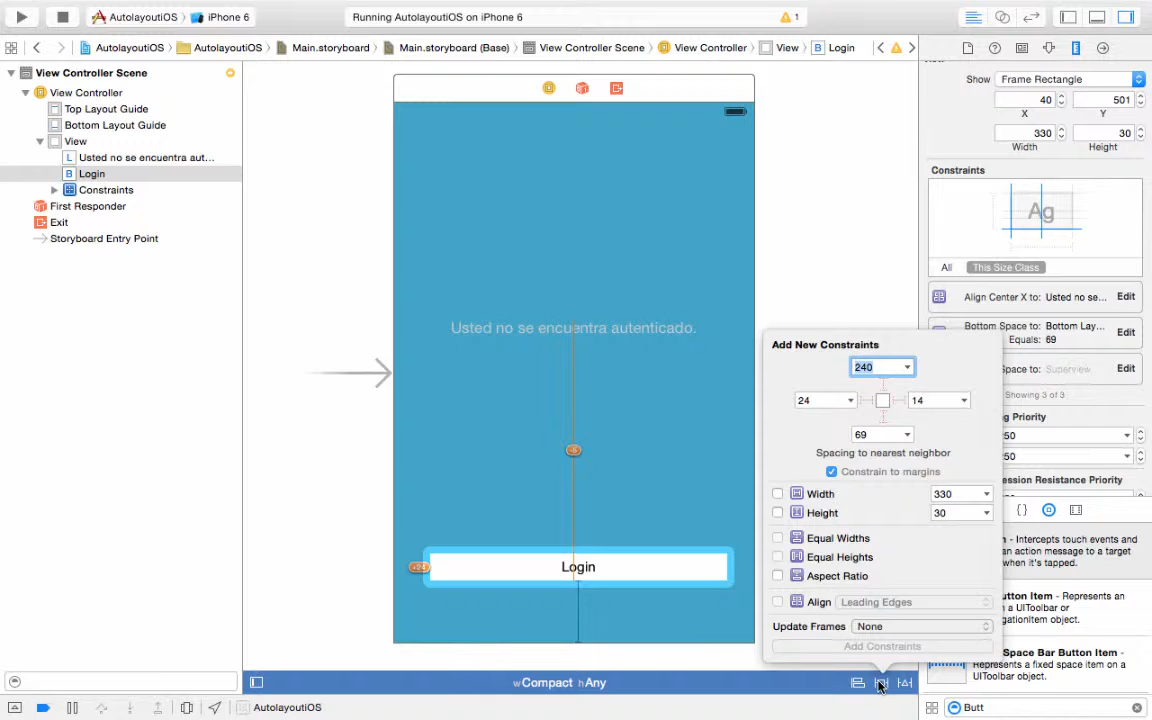 AutolayoutiOS
iPhone 6
Running AutolayoutiOS on iPhone 6
1
AutolayoutiOS
AutolayoutiOS
Main.storyboard
Main.storyboard (Base)
View Controller Scene
View Controller
View
B
Login
View Controller Scene
View Controller
Top Layout Guide
Bottom Layout Guide
View
L
Usted no se encuentra aut...
B
Login
Constraints
First Responder
Exit
Storyboard Entry Point
Usted no se encuentra autenticado.
Login
+24
Show
Frame Rectangle
40
501
X
Y
330
30
Width
Height
Constraints
Ag
All
This Size Class
Align Center X to:
Usted no se...
Edit
Bottom Space to:
Bottom Lay...
Equals:
69
Edit
Space to:
Superview
Edit
Showing 3 of 3
g Priority
50
50
ession Resistance Priority
Add New Constraints
240
24
14
69
Spacing to nearest neighbor
Constrain to margins
Width
330
Height
30
Equal Widths
Equal Heights
Aspect Ratio
Align
Leading Edges
Update Frames
None
Add Constraints
{}
- Intercepts touch events and
an action message to a target
when it's tapped.
utton Item - Represents an
n on a UIToolbar or
gationItem object.
Space Bar Button Item -
Represents a fixed space item on a
UIToolbar object.
wCompact hAny
AutolayoutiOS
Butt